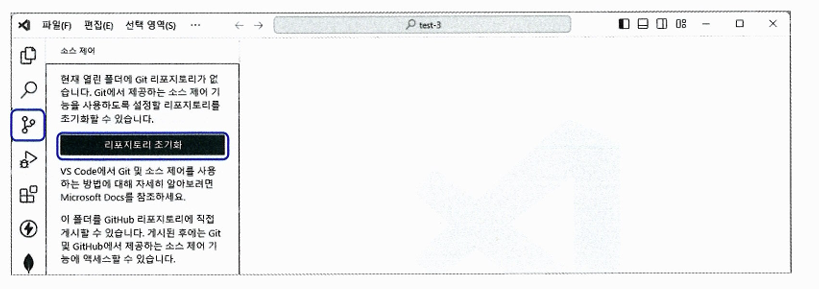 파일(F) 편집(E) 선택 영역(S) ··· ← → test-3
소스 제어
현재 열린 폴더에 Git 리포지토리가 없
습니다. Git에서 제공하는 소스 제어 기
능을 사용하도록 설정할 리포지토리를
초기화할 수 있습니다.
리포지토리 초기화
VS Code에서 Git 및 소스 제어를 사용
하는 방법에 대해 자세히 알아보려면
Microsoft Docs를 참조하세요.
이 폴더를 GitHub 리포지토리에 직접
게시할 수 있습니다. 게시된 후에는 Git
및 GitHub에서 제공하는 소스 제어 기
능에 액세스할 수 있습니다.